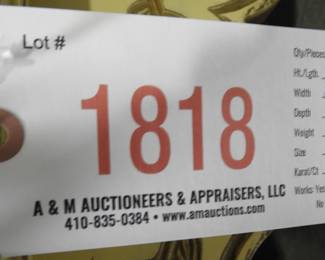 Lot #
1818
A & M AUCTIONEERS & APPRAISERS, LLC
410-835-0384 • www.amauctions.com
Qty/Pieces
Ht./Lgth.
Width
Depth
Weight
Size
Karat/Ct
Works: Yes
No